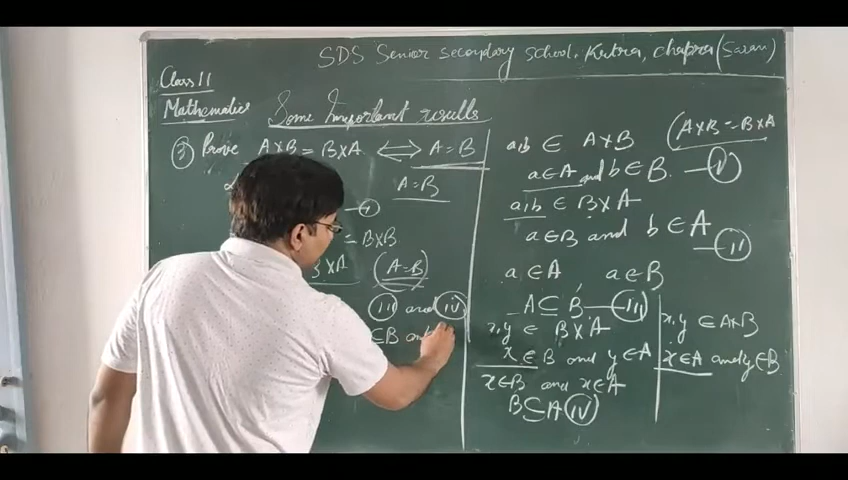 SDS Senior secondary school, Kutra, chapra (Saran)
Class 11
Mathematics
Some Important results
③ Prove A×B = B×A ⟺ A = B
A = B
= B×B
B×A (A=B)
(III) and (IV)
⊆B and
a,b ∈ A×B (A×B = B×A
a∈A and b∈B. —(V)
a,b ∈ B×A
a∈B and b∈A —(II)
a∈A a∈B
A⊆B —(III)
x,y ∈ B×A
x∈B and y∈A
x∈B and x∈A
B⊆A (IV)
x,y ∈ A×B
x∈A and y∈B